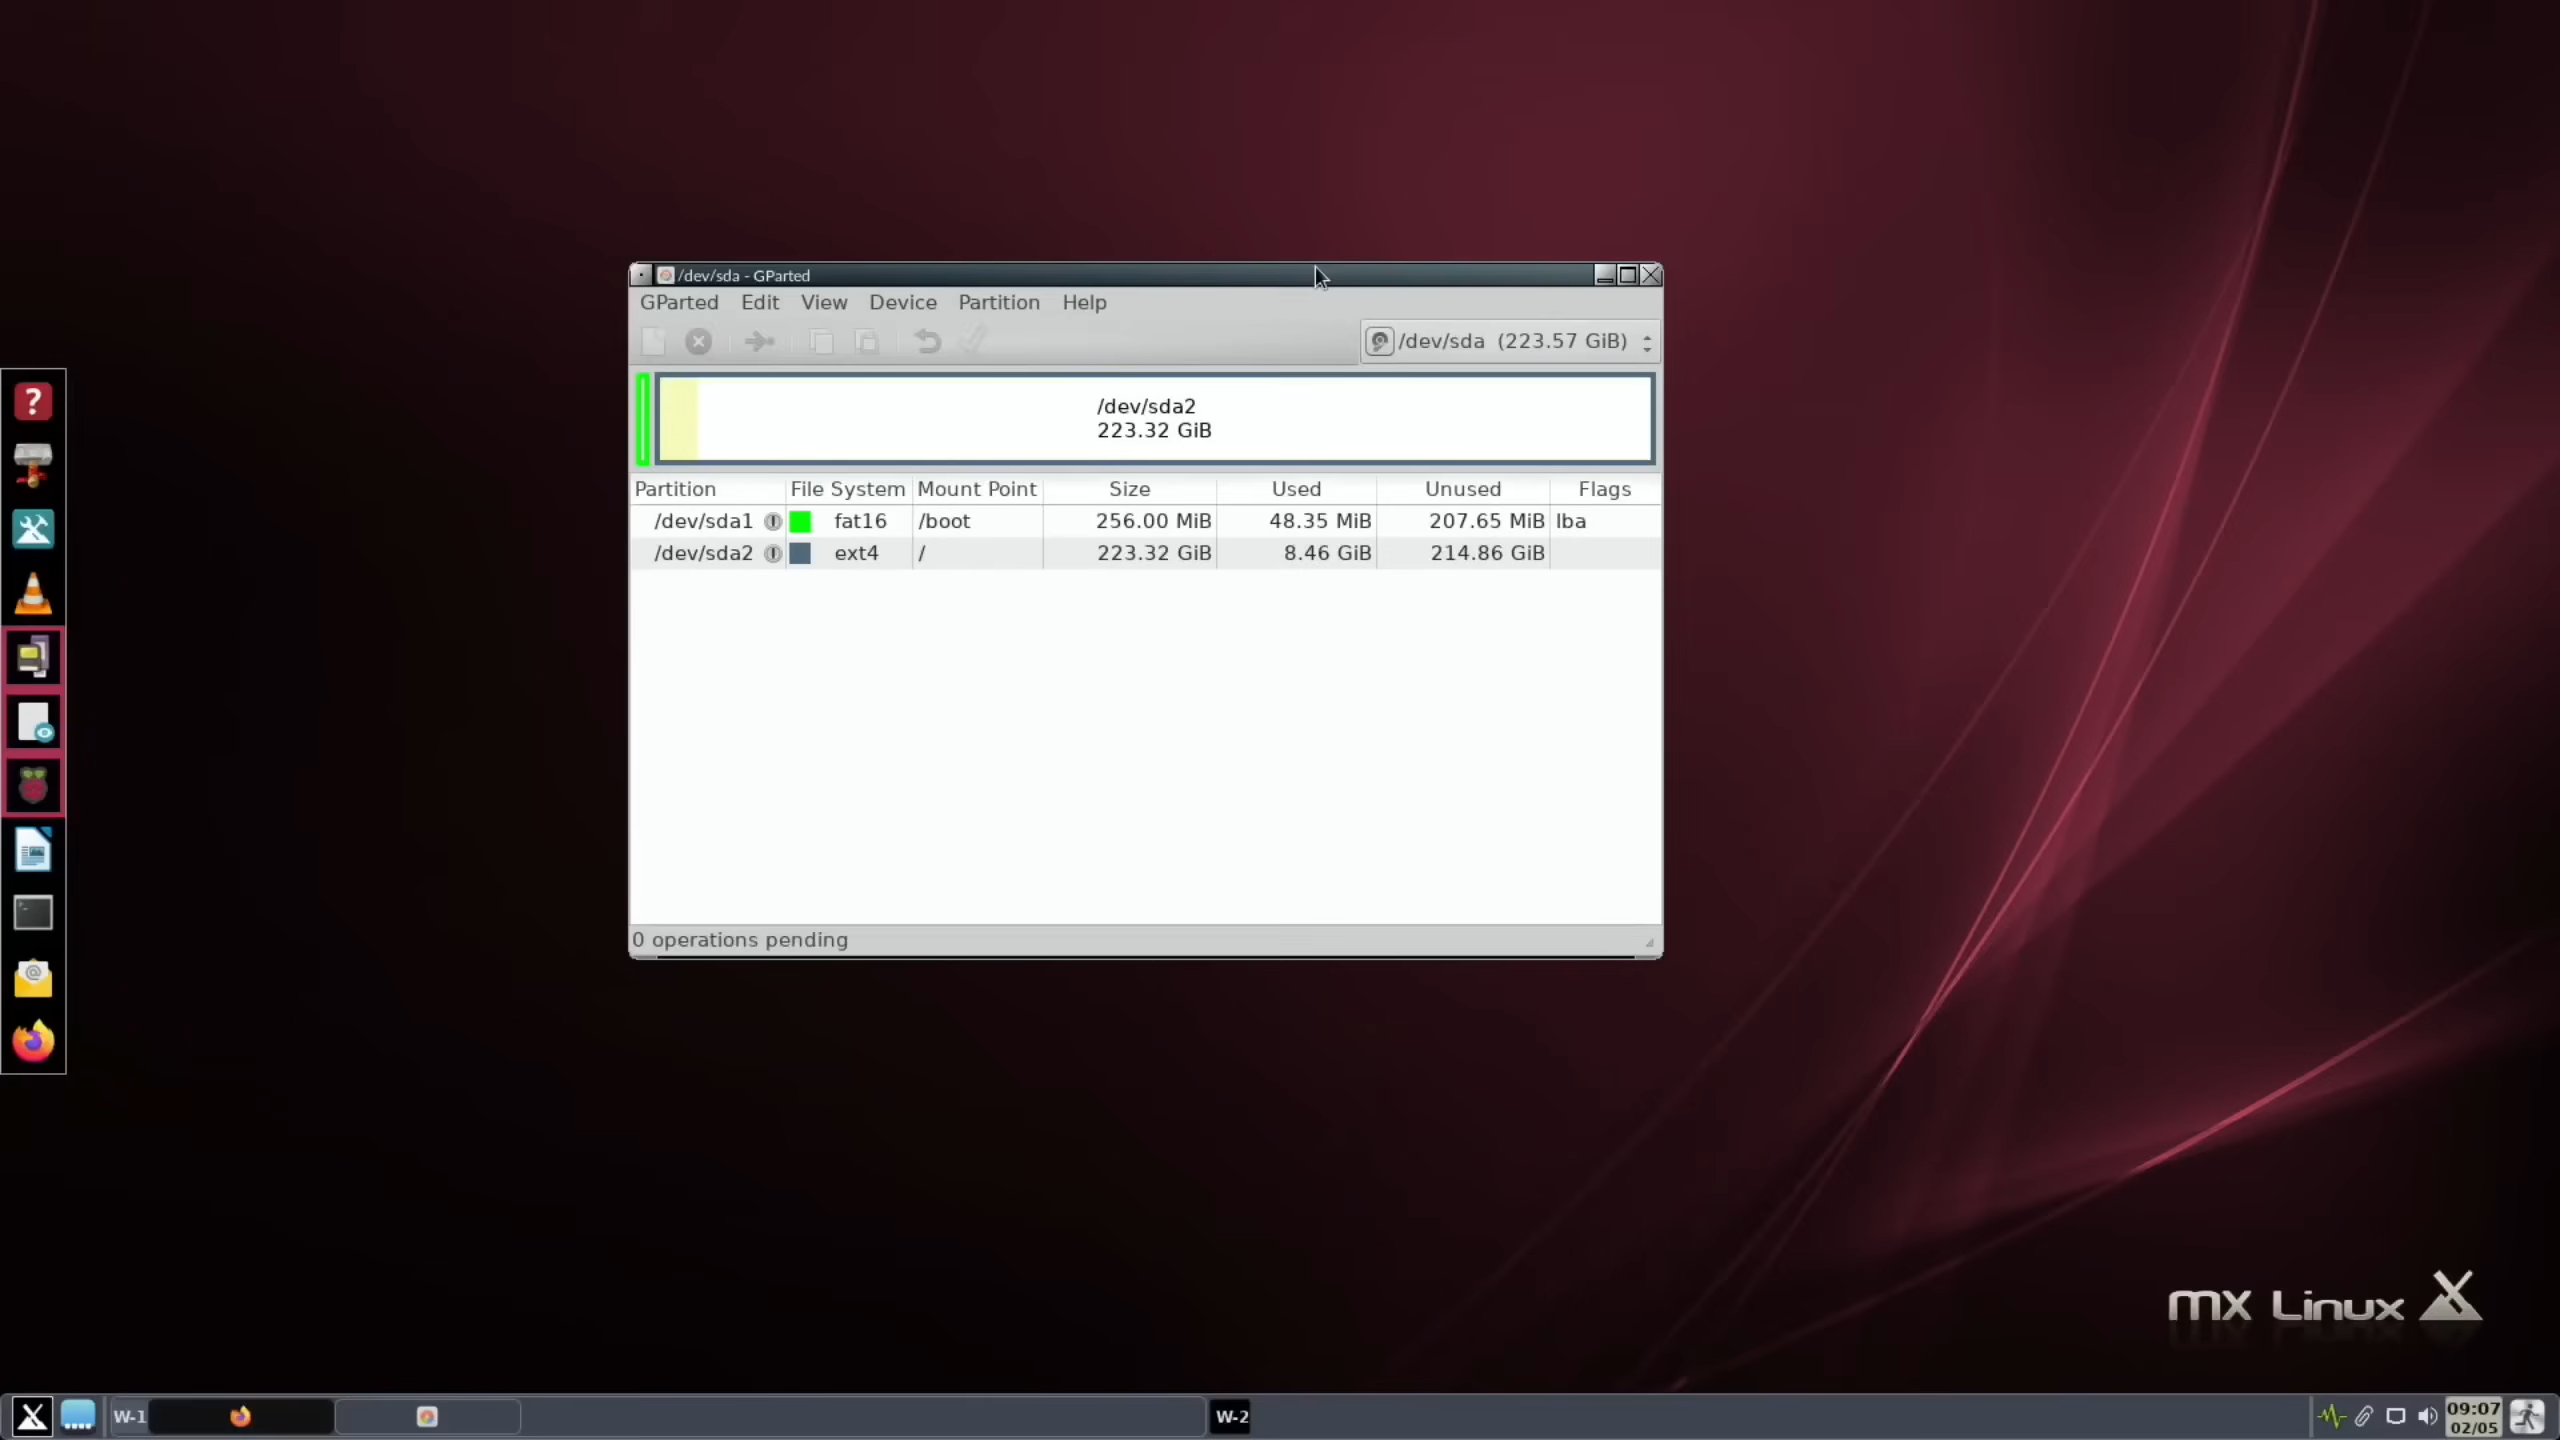 /dev/sda - GParted
GParted Edit View Device Partition Help
/dev/sda (223.57 GiB)
/dev/sda2
223.32 GiB
Partition File System Mount Point Size Used Unused Flags
/dev/sda1 fat16 /boot 256.00 MiB 48.35 MiB 207.65 MiB lba
/dev/sda2 ext4 / 223.32 GiB 8.46 GiB 214.86 GiB
0 operations pending
mx Linux
W-1 W-2 09:07
02/05